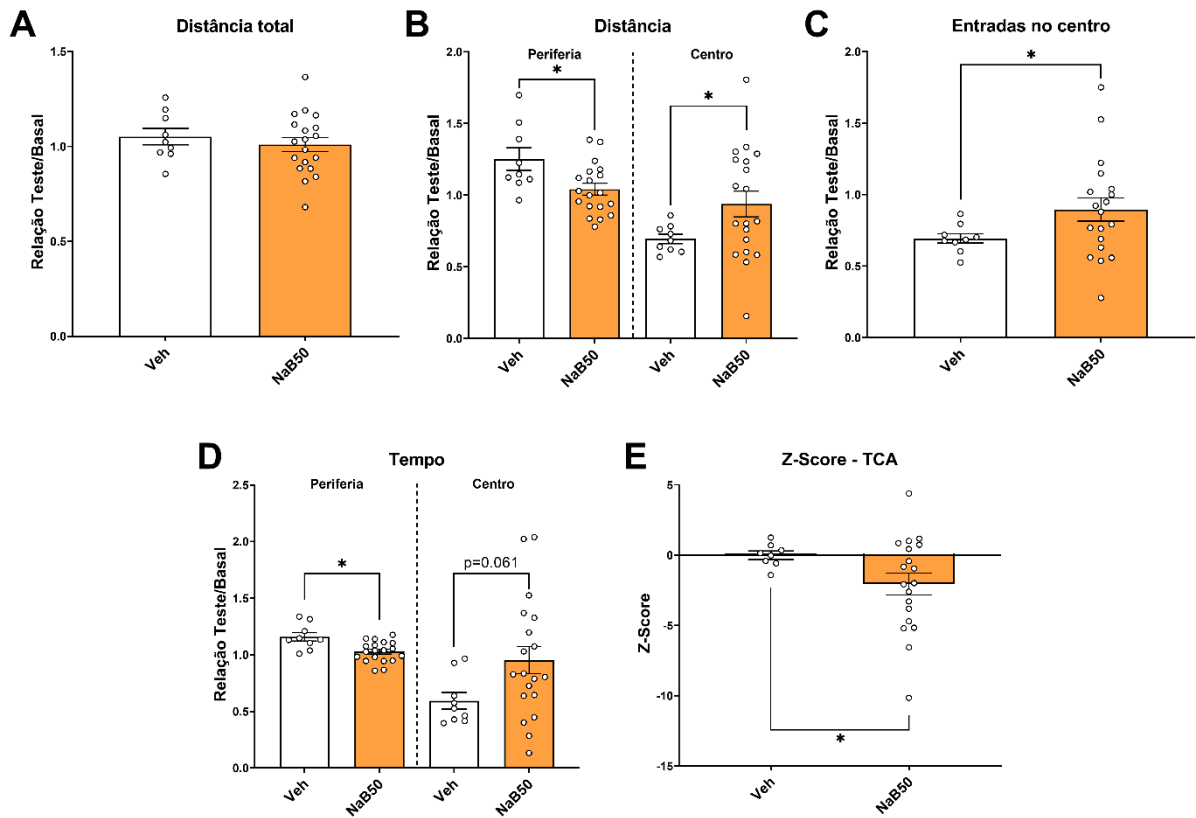 A
Distância total
Relação Teste/Basal
1.5
1.0
0.5
0.0
Veh
NaB50
B
Distância
Periferia
Centro
*
*
Relação Teste/Basal
2.0
1.5
1.0
0.5
0.0
Veh
NaB50
Veh
NaB50
C
Entradas no centro
*
Relação Teste/Basal
2.0
1.5
1.0
0.5
0.0
Veh
NaB50
D
Tempo
Periferia
Centro
*
p=0.061
Relação Teste/Basal
2.5
2.0
1.5
1.0
0.5
0.0
Veh
NaB50
Veh
NaB50
E
Z-Score - TCA
Z-Score
5
0
-5
-10
-15
*
Veh
NaB50